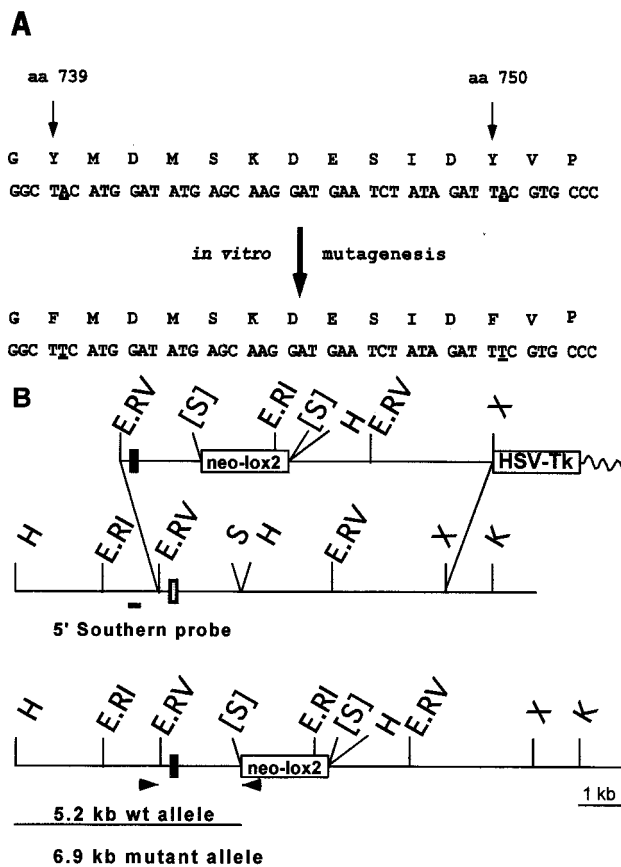 A
aa 739 aa 750
G Y M D M S K D E S I D Y V P
GGC TAC ATG GAT ATG AGC AAG GAT GAA TCT ATA GAT TAC GTG CCC
in vitro mutagenesis
G F M D M S K D E S I D F V P
GGC TTC ATG GAT ATG AGC AAG GAT GAA TCT ATA GAT TTC GTG CCC
B
E.RV [S] E.RI [S] H E.RV X
neo-lox2 HSV-Tk
H E.RI E.RV S H E.RV X K
5' Southern probe
H E.RI E.RV [S] E.RI [S] H E.RV X K
neo-lox2
1 kb
5.2 kb wt allele
6.9 kb mutant allele